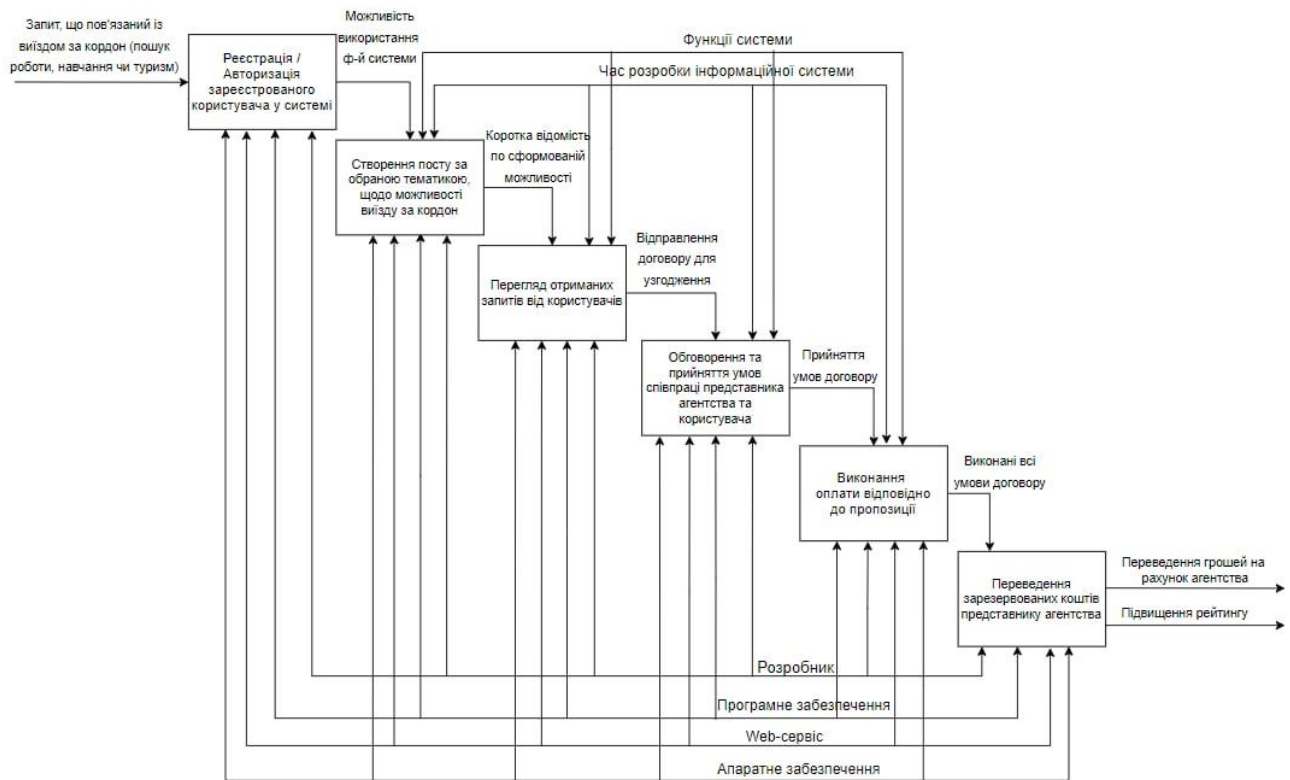 Запит, що пов'язаний із
виїздом за кордон (пошук
роботи, навчання чи туризм)
Реєстрація /
Авторизація
зареєстрованого
користувача у системі
Можливість
використання
ф-й системи
Функції системи
Час розробки інформаційної системи
Створення посту за
обраною тематикою,
щодо можливості
виїзду за кордон
Коротка відомість
по сформованій
можливості
Перегляд отриманих
запитів від користувачів
Відправлення
договору для
узгодження
Обговорення та
прийняття умов
співпраці представника
агентства та
користувача
Прийняття
умов договору
Виконання
оплати відповідно
до пропозиції
Виконані всі
умови договору
Переведення
зарезервованих коштів
представнику агентства
Переведення грошей на
рахунок агентства
Підвищення рейтингу
Розробник
Програмне забезпечення
Web-сервіс
Апаратне забезпечення